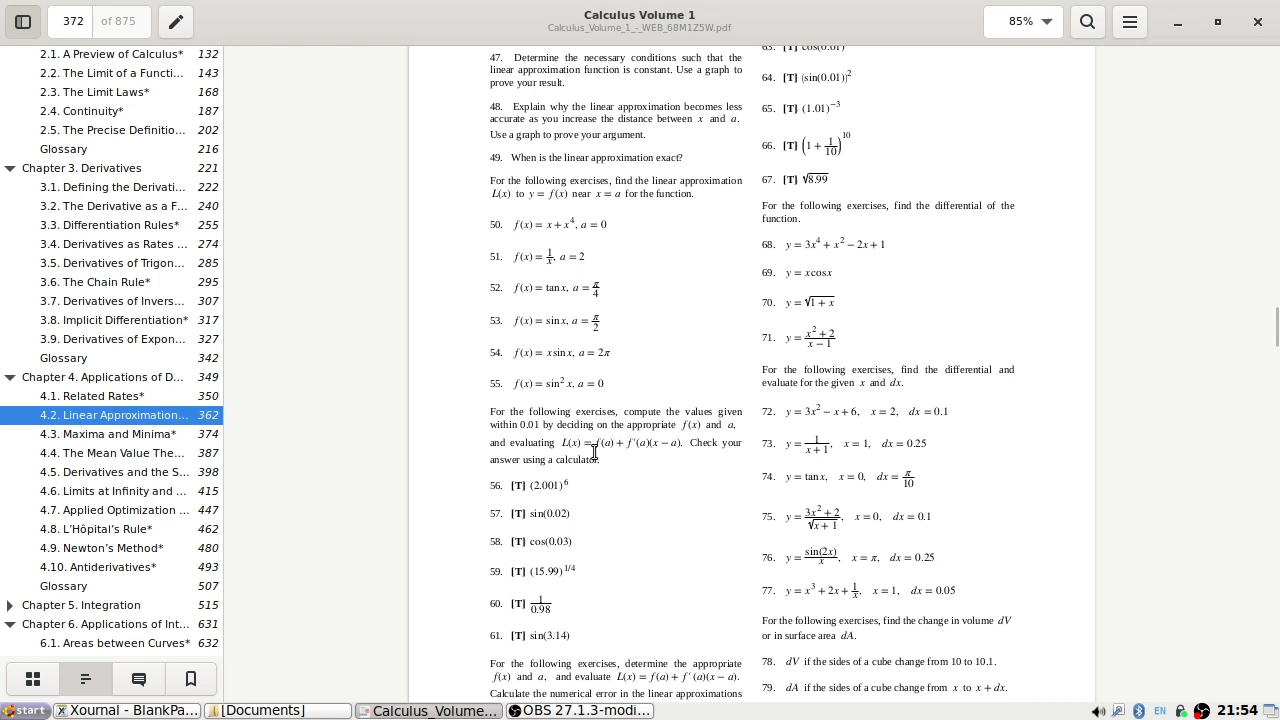 372 of 875
Calculus Volume 1
Calculus_Volume_1_-_WEB_68M1Z5W.pdf
85%
2.1. A Preview of Calculus* 132
2.2. The Limit of a Functi... 143
2.3. The Limit Laws* 168
2.4. Continuity* 187
2.5. The Precise Definitio... 202
Glossary 216
Chapter 3. Derivatives 221
3.1. Defining the Derivati... 222
3.2. The Derivative as a F... 240
3.3. Differentiation Rules* 255
3.4. Derivatives as Rates ... 274
3.5. Derivatives of Trigon... 285
3.6. The Chain Rule* 295
3.7. Derivatives of Invers... 307
3.8. Implicit Differentiation* 317
3.9. Derivatives of Expon... 327
Glossary 342
Chapter 4. Applications of D... 349
4.1. Related Rates* 350
4.2. Linear Approximation... 362
4.3. Maxima and Minima* 374
4.4. The Mean Value The... 387
4.5. Derivatives and the S... 398
4.6. Limits at Infinity and ... 415
4.7. Applied Optimization ... 447
4.8. L’Hôpital’s Rule* 462
4.9. Newton’s Method* 480
4.10. Antiderivatives* 493
Glossary 507
Chapter 5. Integration 515
Chapter 6. Applications of Int... 631
6.1. Areas between Curves* 632
47. Determine the necessary conditions such that the
linear approximation function is constant. Use a graph to
prove your result.
48. Explain why the linear approximation becomes less
accurate as you increase the distance between x and a.
Use a graph to prove your argument.
49. When is the linear approximation exact?
For the following exercises, find the linear approximation
L(x) to y = f(x) near x = a for the function.
50. f(x) = x + x⁴, a = 0
51. f(x) = 1/x, a = 2
52. f(x) = tan x, a = π/4
53. f(x) = sin x, a = π/2
54. f(x) = x sin x, a = 2π
55. f(x) = sin² x, a = 0
For the following exercises, compute the values given
within 0.01 by deciding on the appropriate f(x) and a,
and evaluating L(x) = f(a) + f′(a)(x − a). Check your
answer using a calculator.
56. [T] (2.001)⁶
57. [T] sin(0.02)
58. [T] cos(0.03)
59. [T] (15.99)^1/4
60. [T] 1/0.98
61. [T] sin(3.14)
For the following exercises, determine the appropriate
f(x) and a, and evaluate L(x) = f(a) + f′(a)(x − a).
Calculate the numerical error in the linear approximations
63. [T] cos(0.01)
64. [T] (sin(0.01))²
65. [T] (1.01)⁻³
66. [T] (1 + 1/10)¹⁰
67. [T] √8.99
For the following exercises, find the differential of the
function.
68. y = 3x⁴ + x² − 2x + 1
69. y = x cos x
70. y = √(1 + x)
71. y = (x² + 2)/(x − 1)
For the following exercises, find the differential and
evaluate for the given x and dx.
72. y = 3x² − x + 6, x = 2, dx = 0.1
73. y = 1/(x + 1), x = 1, dx = 0.25
74. y = tan x, x = 0, dx = π/10
75. y = (3x² + 2)/√(x + 1), x = 0, dx = 0.1
76. y = sin(2x)/x, x = π, dx = 0.25
77. y = x³ + 2x + 1/x, x = 1, dx = 0.05
For the following exercises, find the change in volume dV
or in surface area dA.
78. dV if the sides of a cube change from 10 to 10.1.
79. dA if the sides of a cube change from x to x + dx.
start
Xournal - BlankPa...
[Documents]
Calculus_Volume...
OBS 27.1.3-modi...
EN
21:54